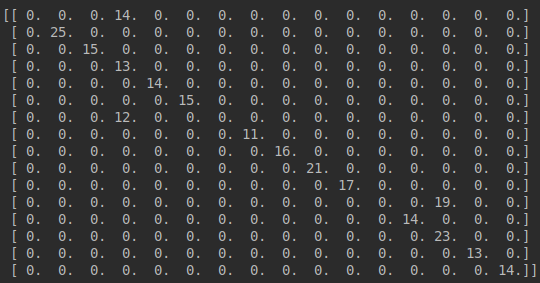 [[ 0.  0.  0. 14.  0.  0.  0.  0.  0.  0.  0.  0.  0.  0.  0.  0.]
 [ 0. 25.  0.  0.  0.  0.  0.  0.  0.  0.  0.  0.  0.  0.  0.  0.]
 [ 0.  0. 15.  0.  0.  0.  0.  0.  0.  0.  0.  0.  0.  0.  0.  0.]
 [ 0.  0.  0. 13.  0.  0.  0.  0.  0.  0.  0.  0.  0.  0.  0.  0.]
 [ 0.  0.  0.  0. 14.  0.  0.  0.  0.  0.  0.  0.  0.  0.  0.  0.]
 [ 0.  0.  0.  0.  0. 15.  0.  0.  0.  0.  0.  0.  0.  0.  0.  0.]
 [ 0.  0.  0. 12.  0.  0.  0.  0.  0.  0.  0.  0.  0.  0.  0.  0.]
 [ 0.  0.  0.  0.  0.  0.  0. 11.  0.  0.  0.  0.  0.  0.  0.  0.]
 [ 0.  0.  0.  0.  0.  0.  0.  0. 16.  0.  0.  0.  0.  0.  0.  0.]
 [ 0.  0.  0.  0.  0.  0.  0.  0.  0. 21.  0.  0.  0.  0.  0.  0.]
 [ 0.  0.  0.  0.  0.  0.  0.  0.  0.  0. 17.  0.  0.  0.  0.  0.]
 [ 0.  0.  0.  0.  0.  0.  0.  0.  0.  0.  0.  0.  0. 19.  0.  0.]
 [ 0.  0.  0.  0.  0.  0.  0.  0.  0.  0.  0.  0. 14.  0.  0.  0.]
 [ 0.  0.  0.  0.  0.  0.  0.  0.  0.  0.  0.  0.  0. 23.  0.  0.]
 [ 0.  0.  0.  0.  0.  0.  0.  0.  0.  0.  0.  0.  0.  0. 13.  0.]
 [ 0.  0.  0.  0.  0.  0.  0.  0.  0.  0.  0.  0.  0.  0.  0. 14.]]